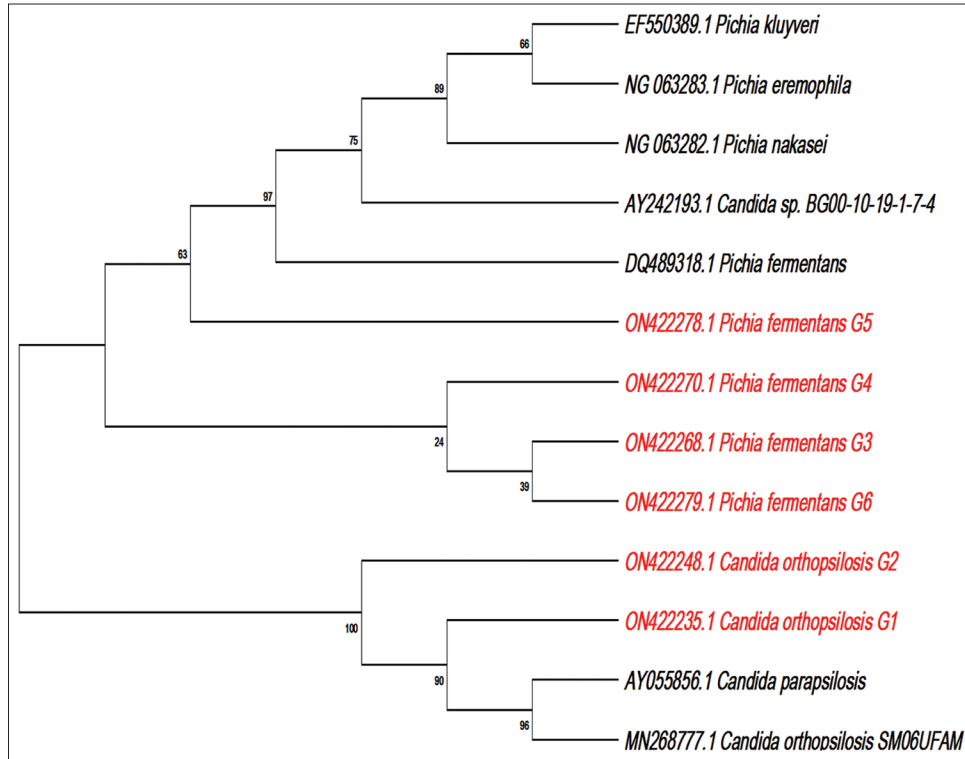 EF550389.1 Pichia kluyveri
66
NG 063283.1 Pichia eremophila
89
NG 063282.1 Pichia nakasei
75
AY242193.1 Candida sp. BG00-10-19-1-7-4
97
DQ489318.1 Pichia fermentans
63
ON422278.1 Pichia fermentans G5
ON422270.1 Pichia fermentans G4
24
ON422268.1 Pichia fermentans G3
39
ON422279.1 Pichia fermentans G6
ON422248.1 Candida orthopsilosis G2
100
ON422235.1 Candida orthopsilosis G1
90
AY055856.1 Candida parapsilosis
96
MN268777.1 Candida orthopsilosis SM06UFAM